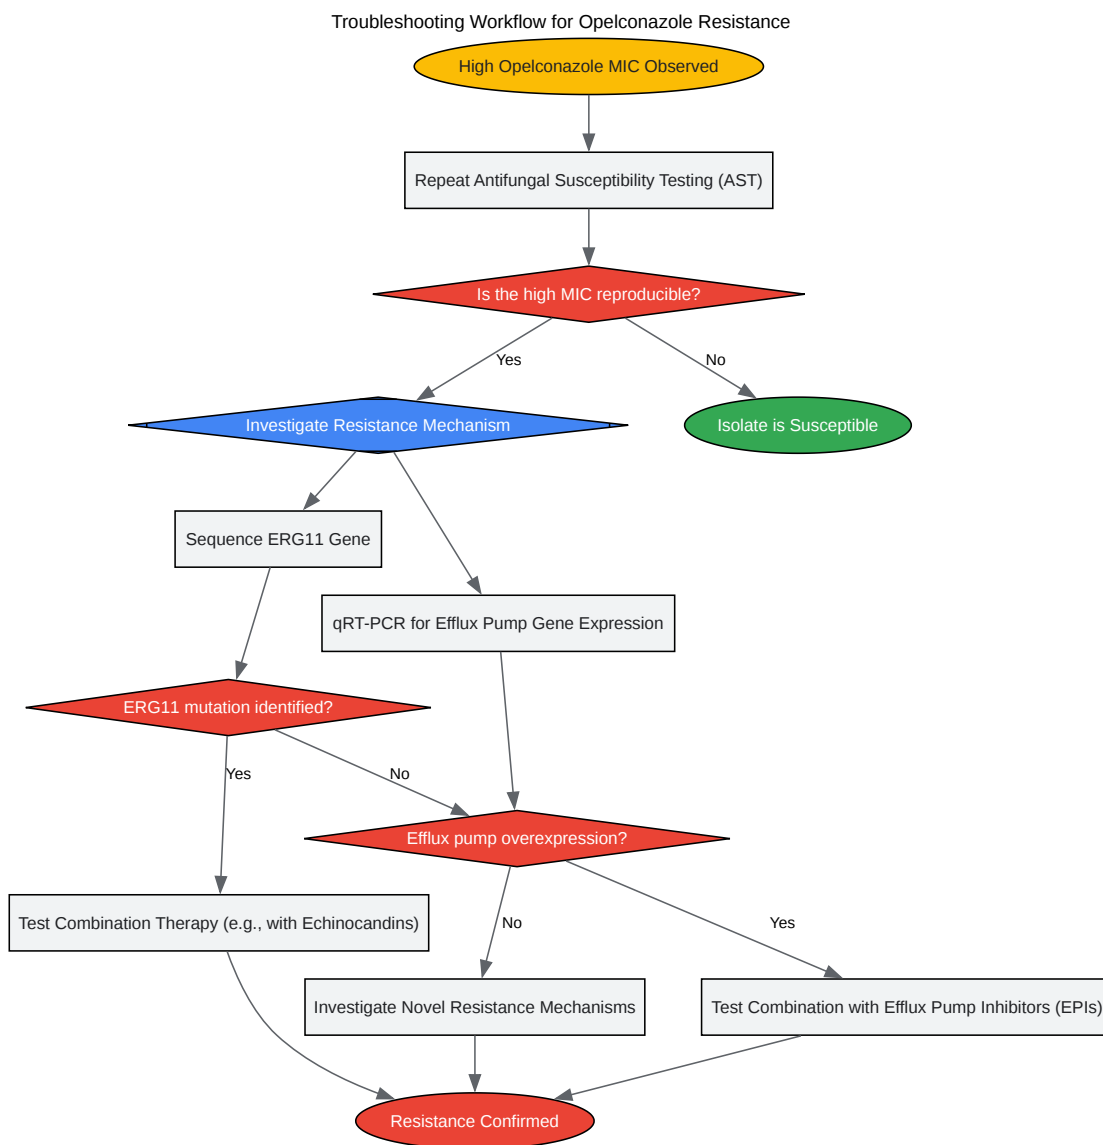 Troubleshooting Workflow for Opelconazole Resistance
High Opelconazole MIC Observed
Repeat Antifungal Susceptibility Testing (AST)
Is the high MIC reproducible?
Yes
No
Investigate Resistance Mechanism
Isolate is Susceptible
Sequence ERG11 Gene
qRT-PCR for Efflux Pump Gene Expression
ERG11 mutation identified?
Yes
No
Efflux pump overexpression?
Test Combination Therapy (e.g., with Echinocandins)
No
Yes
Investigate Novel Resistance Mechanisms
Test Combination with Efflux Pump Inhibitors (EPIs)
Resistance Confirmed